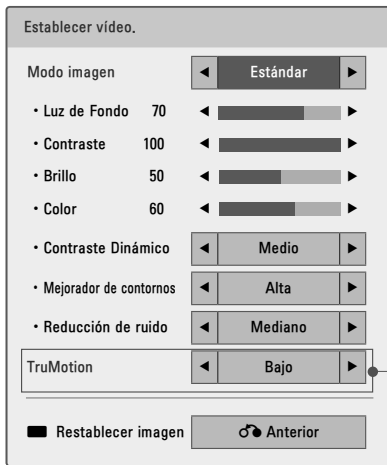 Establecer vídeo.
Modo imagen ◄ Estándar ►
• Luz de Fondo 70 ◄ ►
• Contraste 100 ◄ ►
• Brillo 50 ◄ ►
• Color 60 ◄ ►
• Contraste Dinámico ◄ Medio ►
• Mejorador de contornos ◄ Alta ►
• Reducción de ruido ◄ Mediano ►
TruMotion ◄ Bajo ►
Restablecer imagen Anterior